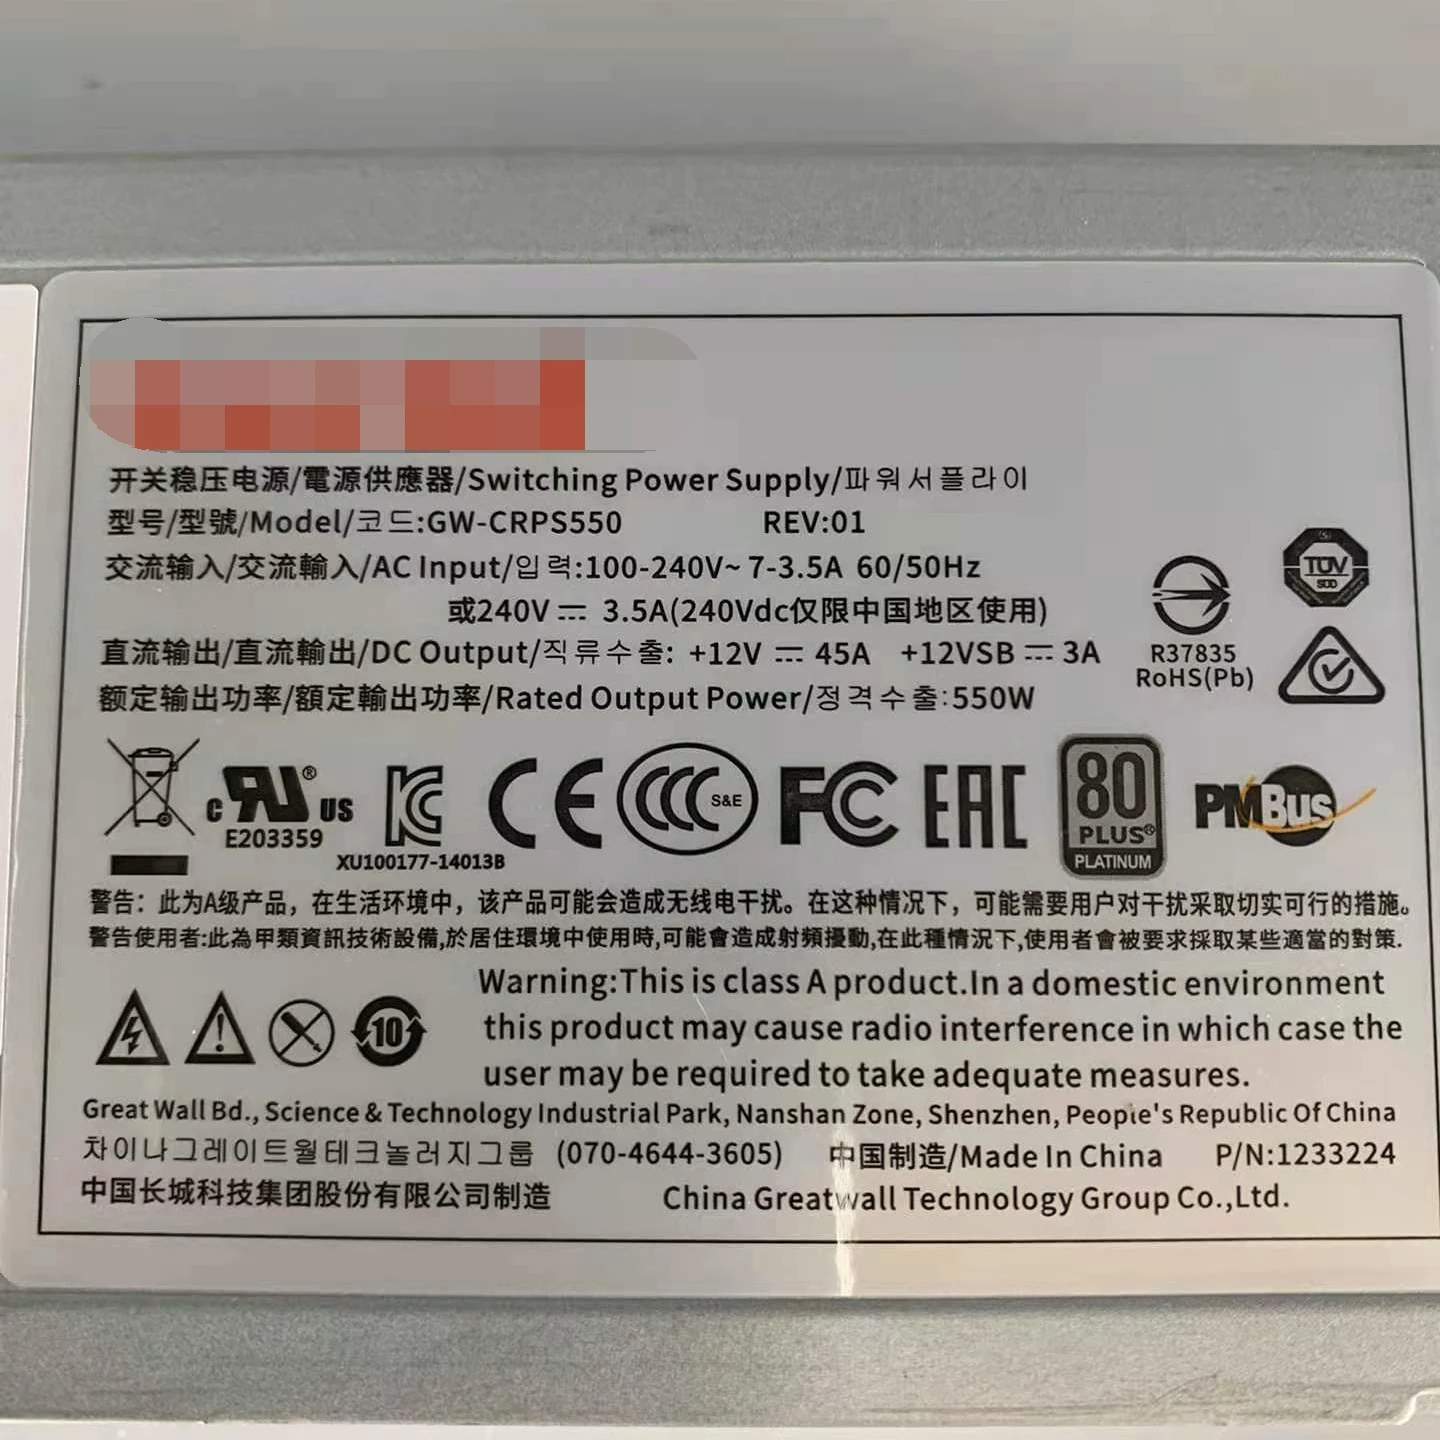 开关稳压电源/電源供應器/Switching Power Supply/파워서플라이
型号/型號/Model/코드:GW-CRPS550 REV:01
交流输入/交流輸入/AC Input/입력:100-240V~ 7-3.5A 60/50Hz
或240V⎓ 3.5A(240Vdc仅限中国地区使用)
直流输出/直流輸出/DC Output/직류수출: +12V ⎓ 45A +12VSB⎓ 3A
额定输出功率/額定輸出功率/Rated Output Power/정격수출:550W
TÜV
SÜD
R37835
RoHS(Pb)
c RU® US
E203359
KC
XU100177-14013B
CE
CCC S&E
FC
EAC
80
PLUS®
PLATINUM
PMBus
警告：此为A级产品，在生活环境中，该产品可能会造成无线电干扰。在这种情况下，可能需要用户对干扰采取切实可行的措施。
警告使用者:此為甲類資訊技術設備,於居住環境中使用時,可能會造成射頻擾動,在此種情況下,使用者會被要求採取某些適當的對策.
10
Warning:This is class A product.In a domestic environment
this product may cause radio interference in which case the
user may be required to take adequate measures.
Great Wall Bd., Science & Technology Industrial Park, Nanshan Zone, Shenzhen, People's Republic Of China
차이나그레이트월테크놀러지그룹 (070-4644-3605) 中国制造/Made In China P/N:1233224
中国长城科技集团股份有限公司制造 China Greatwall Technology Group Co.,Ltd.